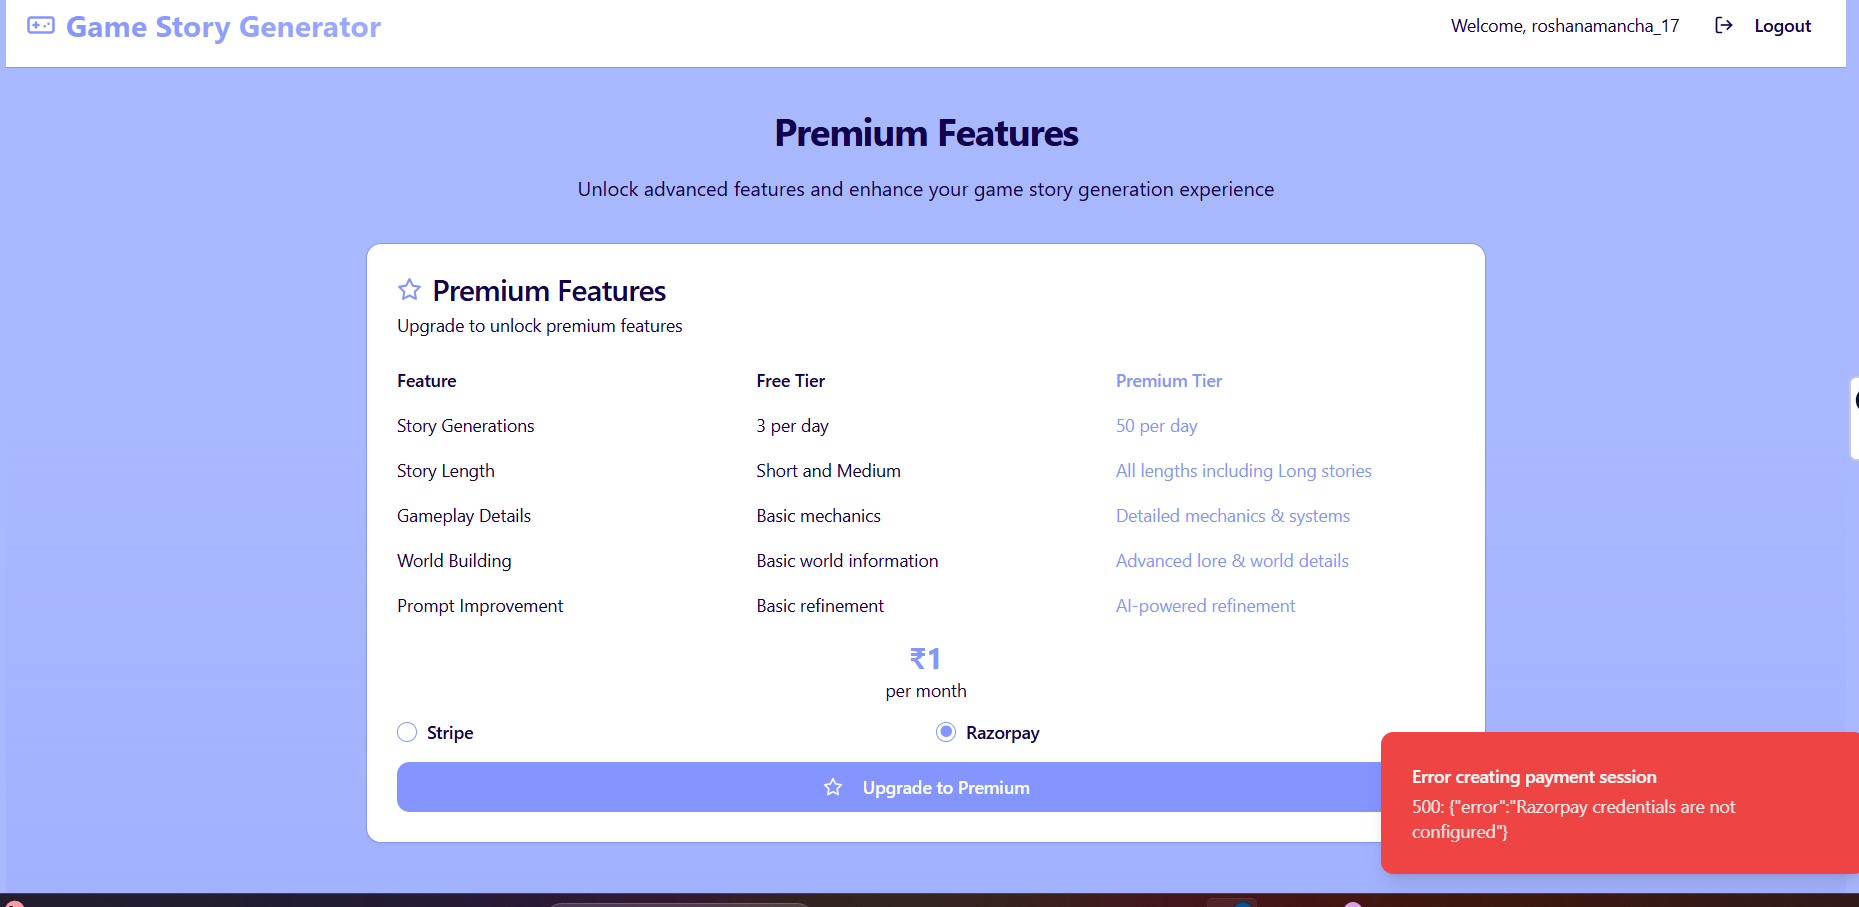 Game Story Generator
Welcome, roshanamancha_17
Logout
Premium Features
Unlock advanced features and enhance your game story generation experience
Premium Features
Upgrade to unlock premium features
Feature Free Tier Premium Tier
Story Generations 3 per day 50 per day
Story Length Short and Medium All lengths including Long stories
Gameplay Details Basic mechanics Detailed mechanics & systems
World Building Basic world information Advanced lore & world details
Prompt Improvement Basic refinement AI-powered refinement
₹1
per month
Stripe Razorpay
Upgrade to Premium
Error creating payment session
500: {"error":"Razorpay credentials are not
configured"}